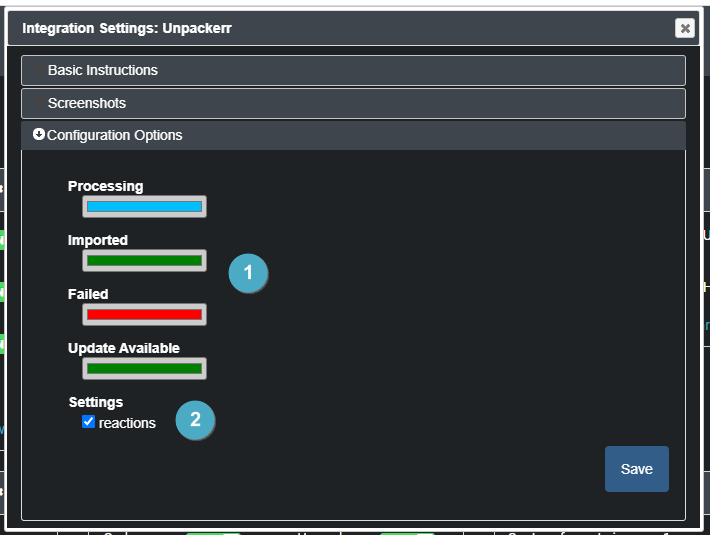 Integration Settings: Unpackerr
Basic Instructions
Screenshots
Configuration Options
Processing
Imported
1
Failed
Update Available
Settings
reactions
2
Save